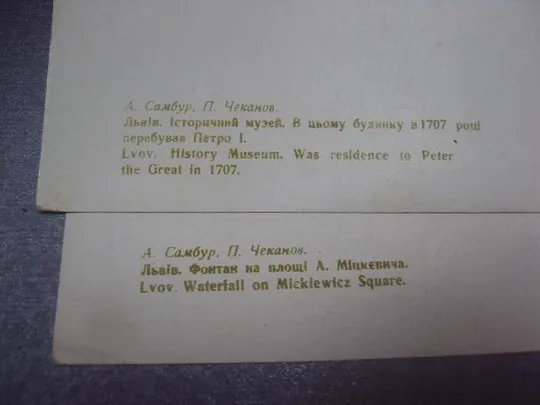 А. Самбур, П. Чеканов.
Львів. Історичний музей. В цьому будинку в 1707 році
перебував Петро І.
Lvov. History Museum. Was residence to Peter
the Great in 1707.
А. Самбур, П. Чеканов.
Львів. Фонтан на площі А. Міцкевича.
Lvov. Waterfall on Mickiewicz Square.